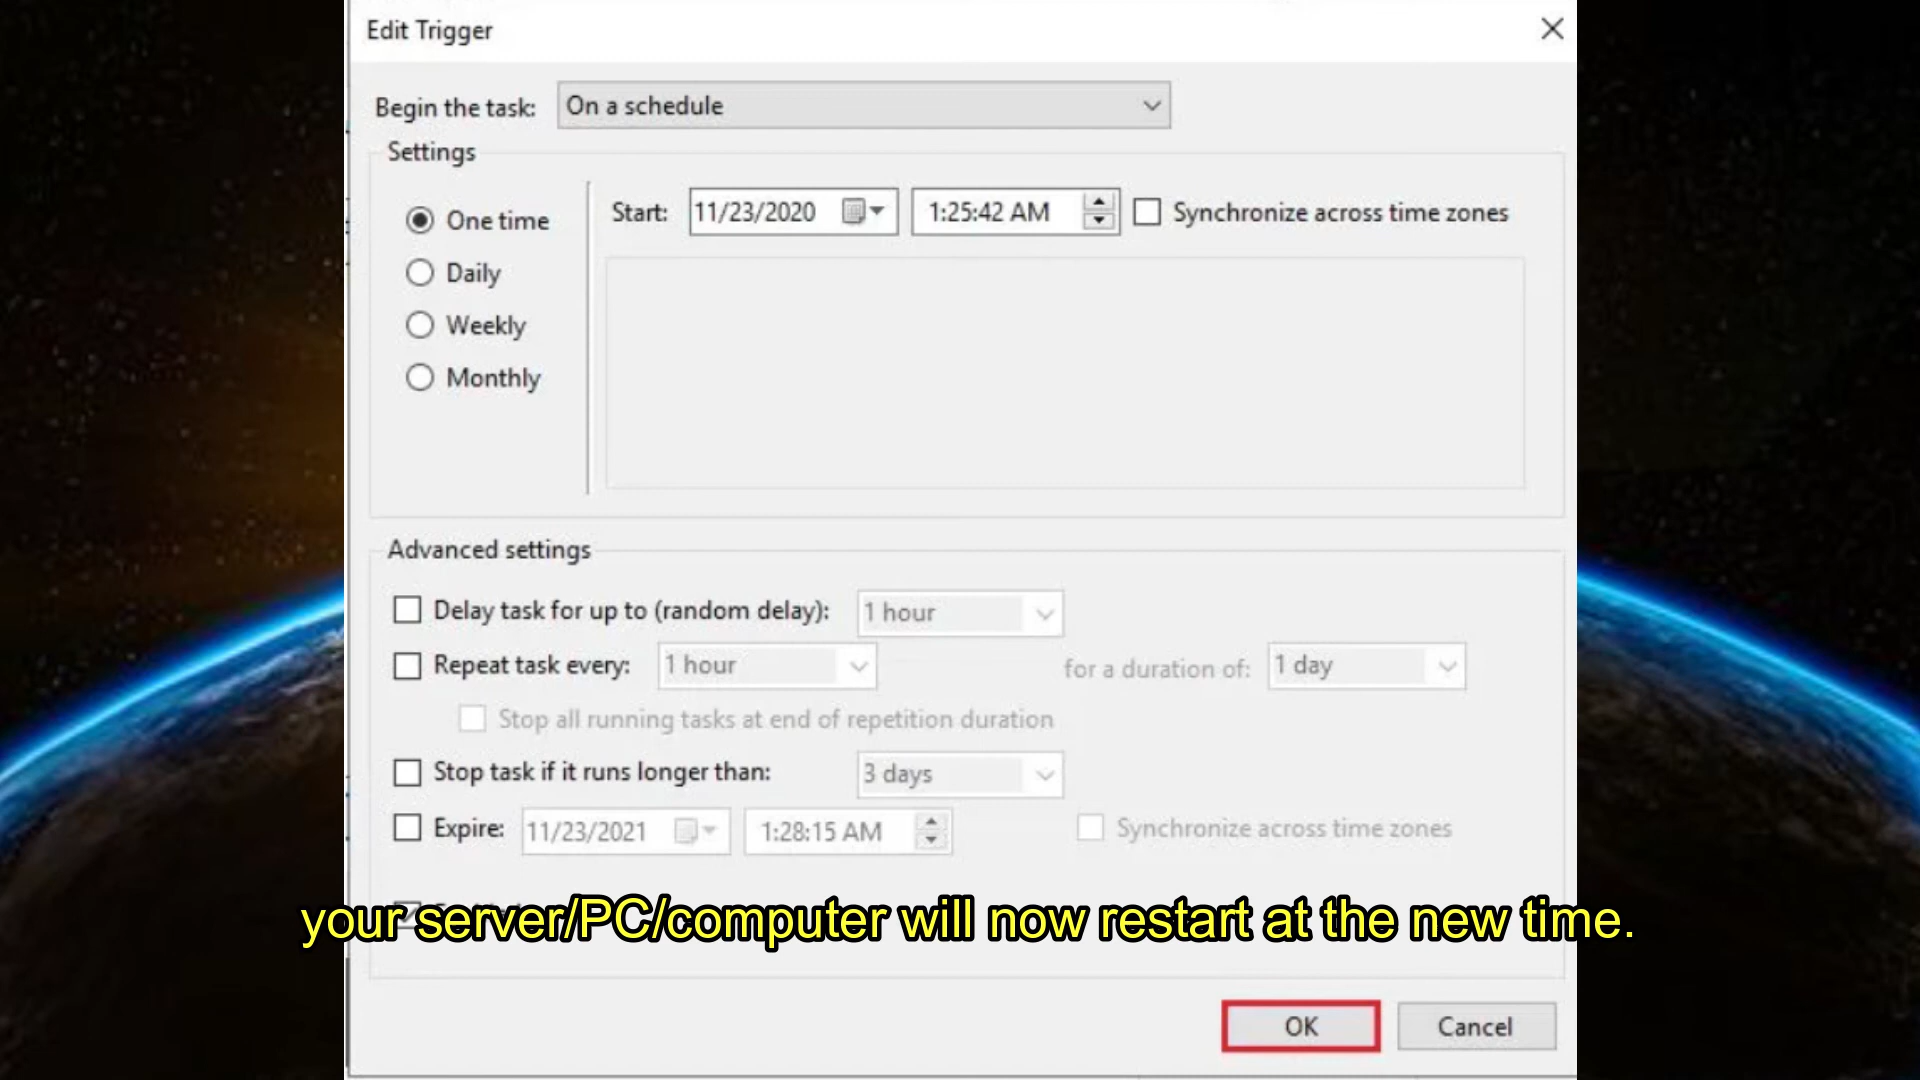 Edit Trigger
Begin the task: On a schedule
Settings
One time
Start: 11/23/2020 1:25:42 AM Synchronize across time zones
Daily
Weekly
Monthly
Advanced settings
Delay task for up to (random delay): 1 hour
Repeat task every: 1 hour for a duration of: 1 day
Stop all running tasks at end of repetition duration
Stop task if it runs longer than: 3 days
Expire: 11/23/2021 1:28:15 AM Synchronize across time zones
your server/PC/computer will now restart at the new time.
OK Cancel